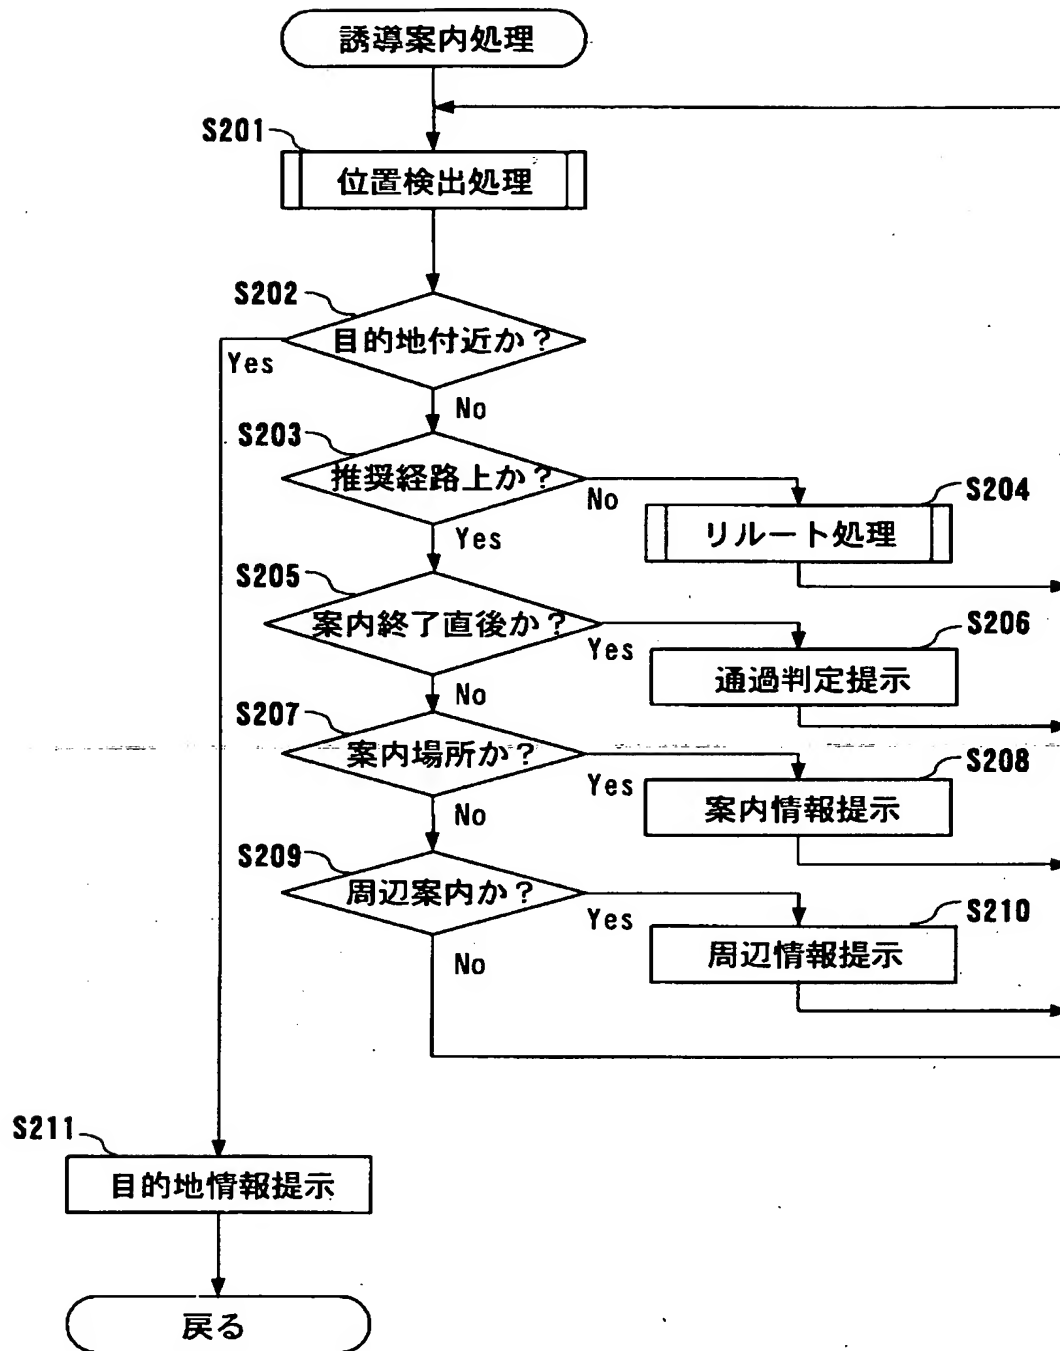 誘導案内処理
S201
位置検出処理
S202
目的地付近か？
Yes
No
S203
推奨経路上か？
No
Yes
S204
リルート処理
S205
案内終了直後か？
Yes
No
S206
通過判定提示
S207
案内場所か？
Yes
No
S208
案内情報提示
S209
周辺案内か？
Yes
No
S210
周辺情報提示
S211
目的地情報提示
戻る